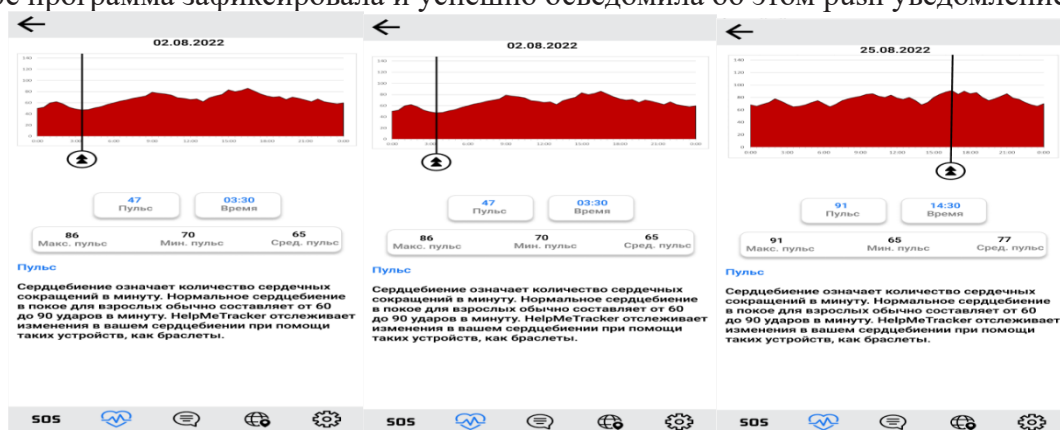 программа зафиксировала и успешно осведомила об этом push уведомление
02.08.2022
47
Пульс
03:30
Время
86
Макс. пульс
70
Мин. пульс
65
Сред. пульс
Пульс
Сердцебиение означает количество сердечных
сокращений в минуту. Нормальное сердцебиение
в покое для взрослых обычно составляет от 60
до 90 ударов в минуту. HelpMeTracker отслеживает
изменения в вашем сердцебиении при помощи
таких устройств, как браслеты.
SOS
02.08.2022
47
Пульс
03:30
Время
86
Макс. пульс
70
Мин. пульс
65
Сред. пульс
Пульс
Сердцебиение означает количество сердечных
сокращений в минуту. Нормальное сердцебиение
в покое для взрослых обычно составляет от 60
до 90 ударов в минуту. HelpMeTracker отслеживает
изменения в вашем сердцебиении при помощи
таких устройств, как браслеты.
SOS
25.08.2022
91
Пульс
14:30
Время
91
Макс. пульс
65
Мин. пульс
77
Сред. пульс
Пульс
Сердцебиение означает количество сердечных
сокращений в минуту. Нормальное сердцебиение
в покое для взрослых обычно составляет от 60
до 90 ударов в минуту. HelpMeTracker отслеживает
изменения в вашем сердцебиении при помощи
таких устройств, как браслеты.
SOS